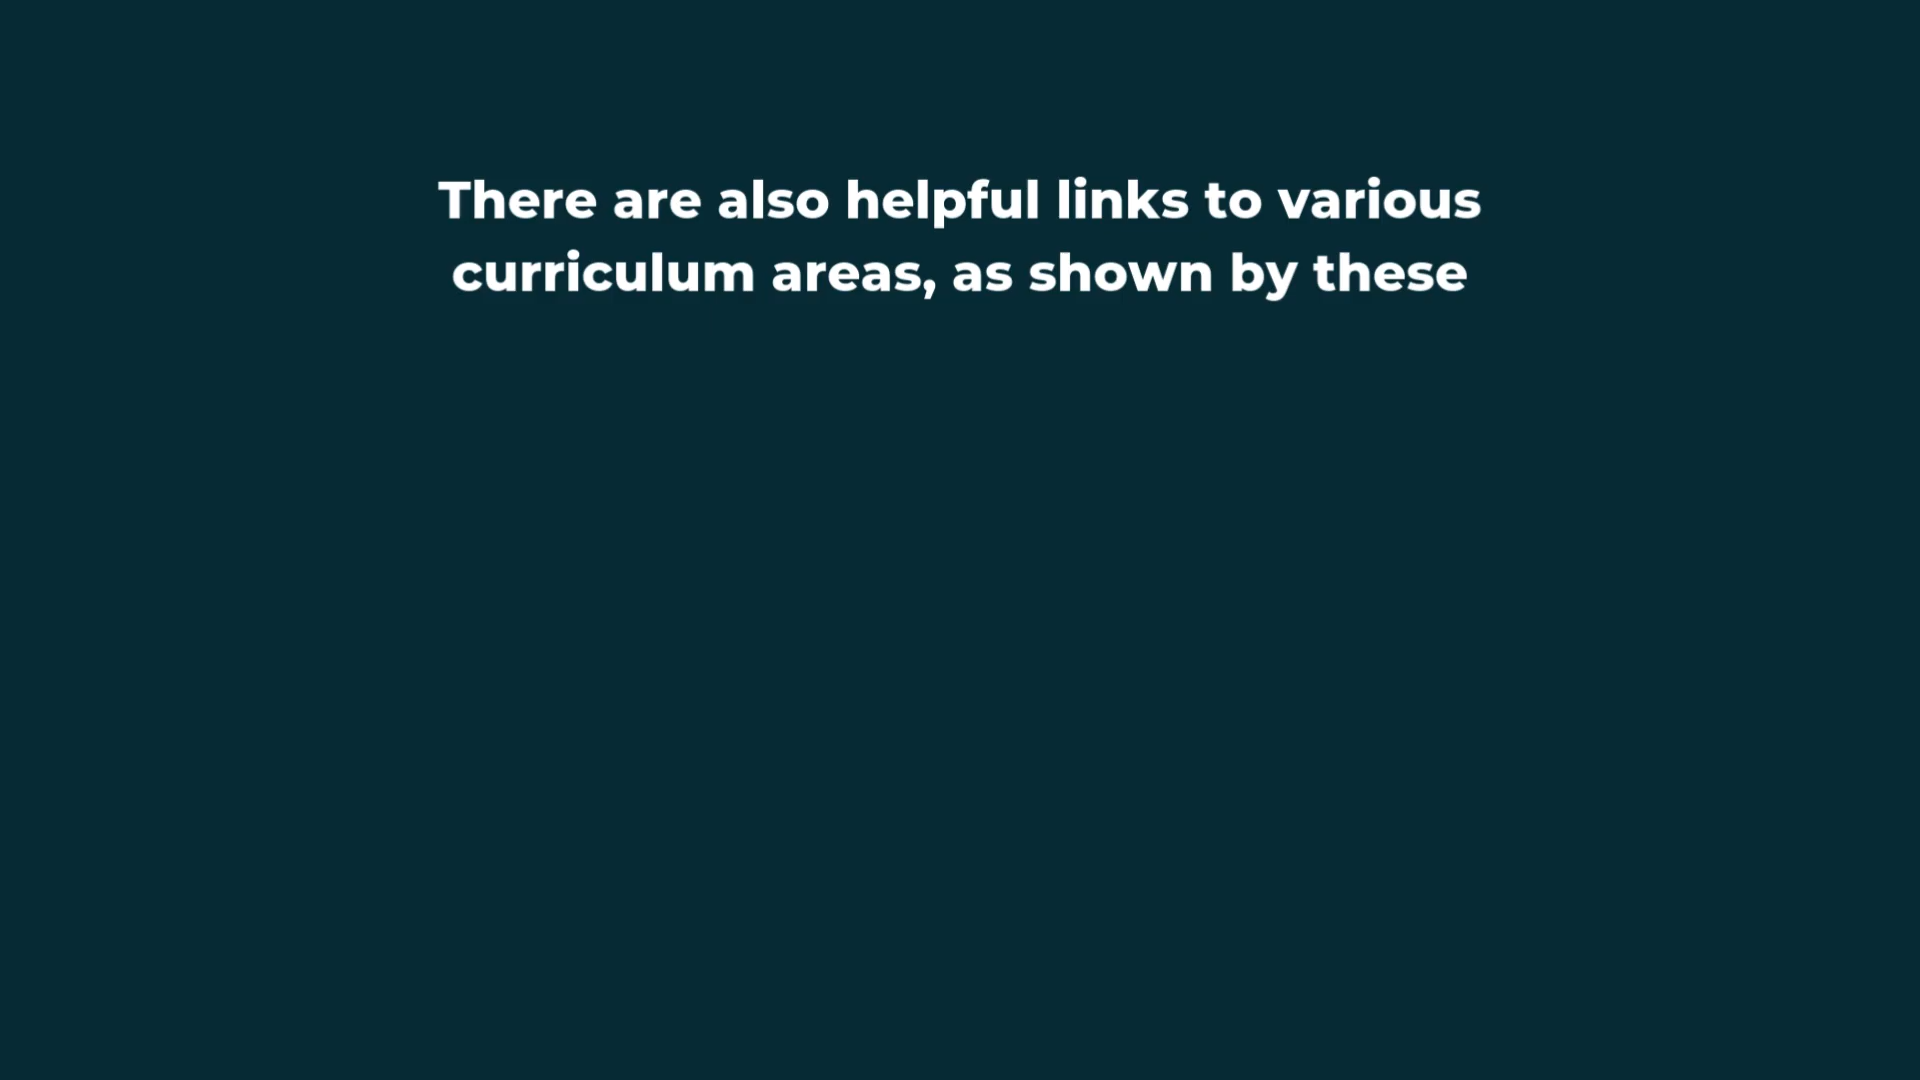 There are also helpful links to various
curriculum areas, as shown by these